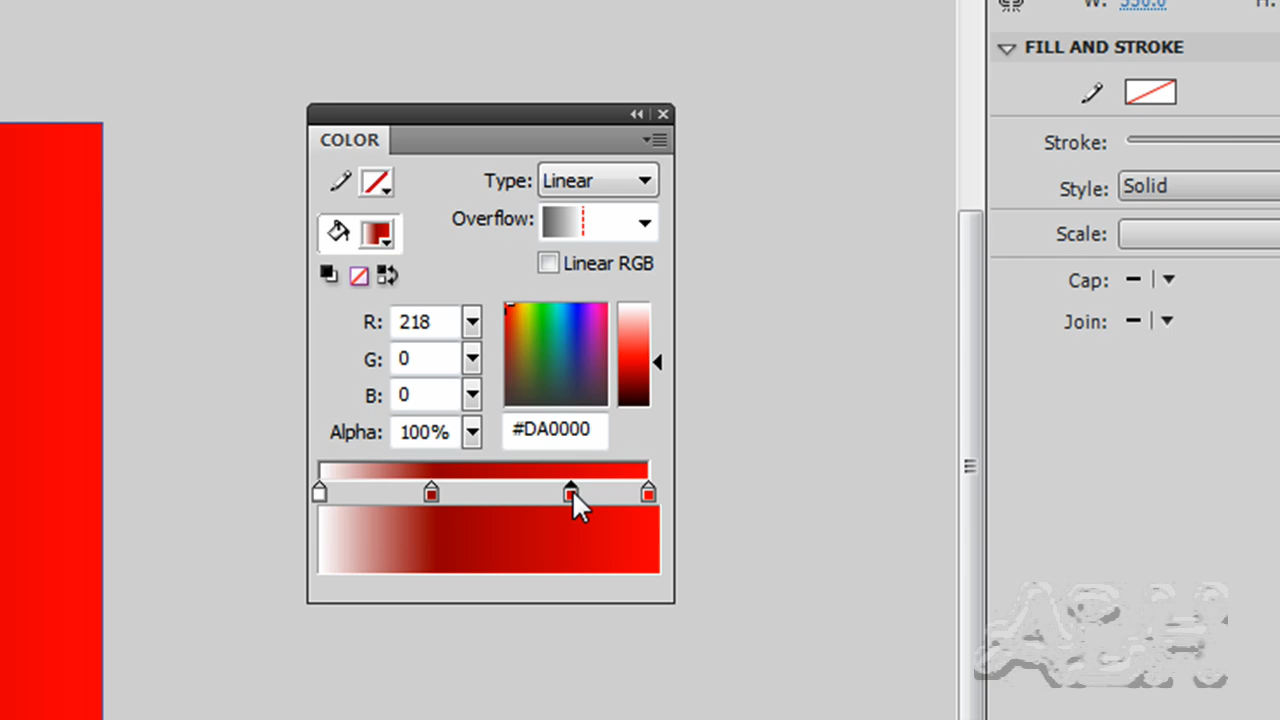 W: 550.0 H:
FILL AND STROKE
COLOR
Type: Linear
Stroke:
Style: Solid
Overflow:
Scale:
Linear RGB
Cap:
R: 218
Join:
G: 0
B: 0
Alpha: 100% #DA0000